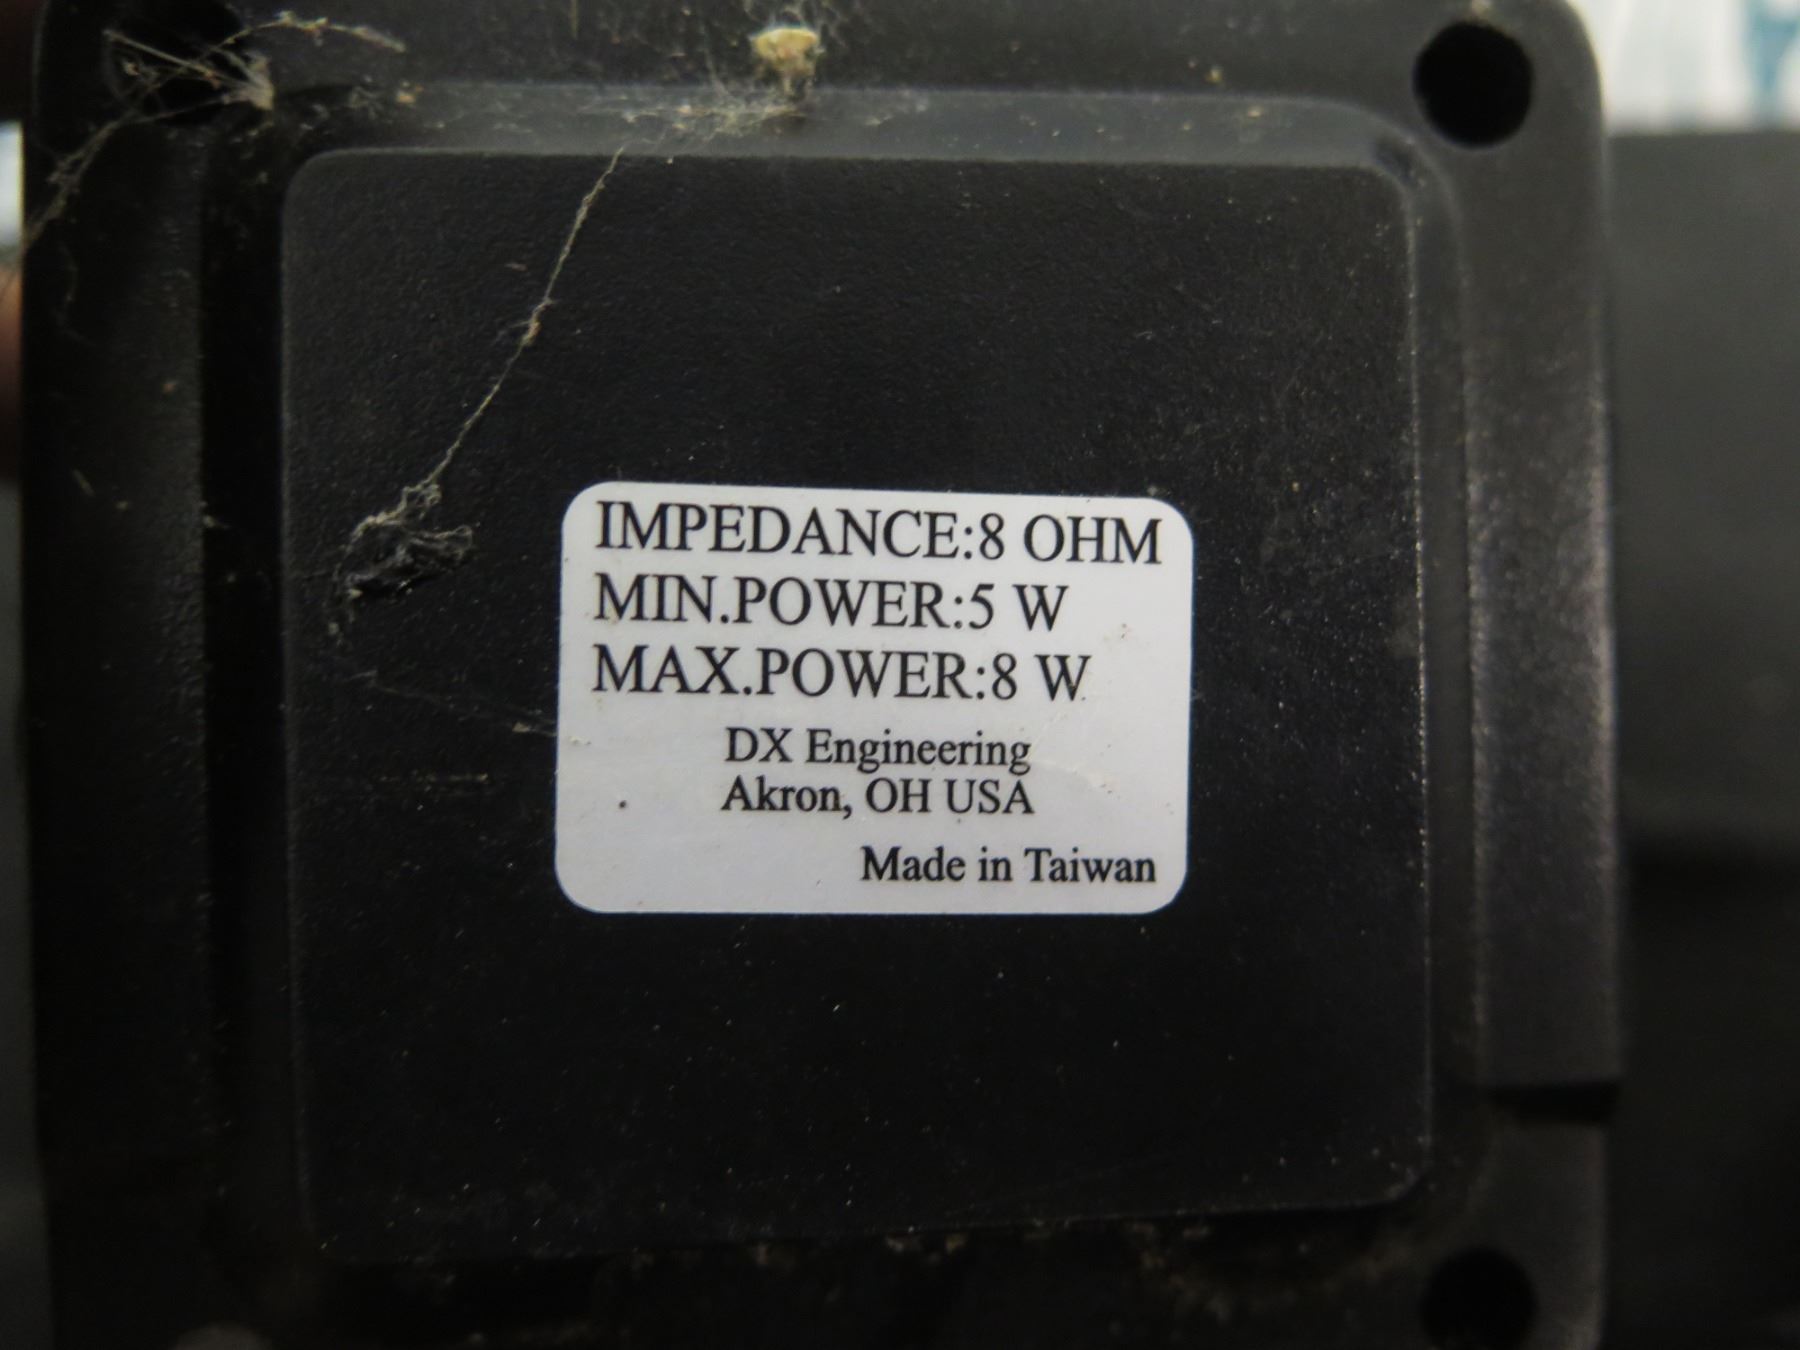 IMPEDANCE:8 OHM
MIN.POWER:5 W
MAX.POWER:8 W
DX Engineering
Akron, OH USA
Made in Taiwan